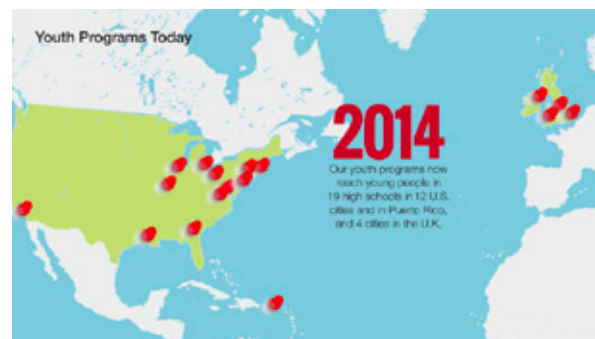 Youth Programs Today
2014
Our youth programs now
reach young people in
19 high schools in 12 U.S.
cities and in Puerto Rico,
and 4 cities in the U.K.